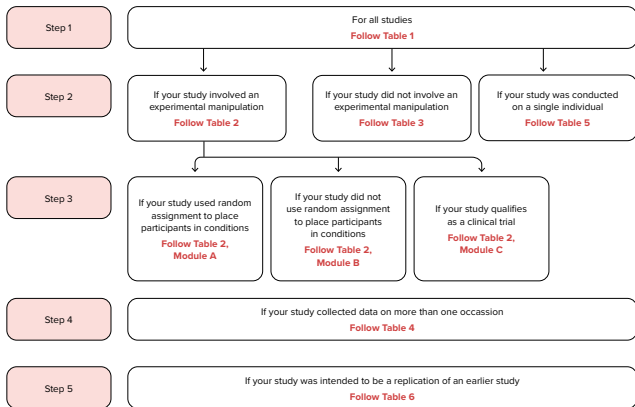 Step 1
For all studies
Follow Table 1
Step 2
If your study involved an
experimental manipulation
Follow Table 2
If your study did not involve an
experimental manipulation
Follow Table 3
If your study was conducted
on a single individual
Follow Table 5
Step 3
If your study used random
assignment to place
participants in conditions
Follow Table 2,
Module A
If your study did not
use random assignment
to place participants
in conditions
Follow Table 2,
Module B
If your study qualifies
as a clinical trial
Follow Table 2,
Module C
Step 4
If your study collected data on more than one occassion
Follow Table 4
Step 5
If your study was intended to be a replication of an earlier study
Follow Table 6